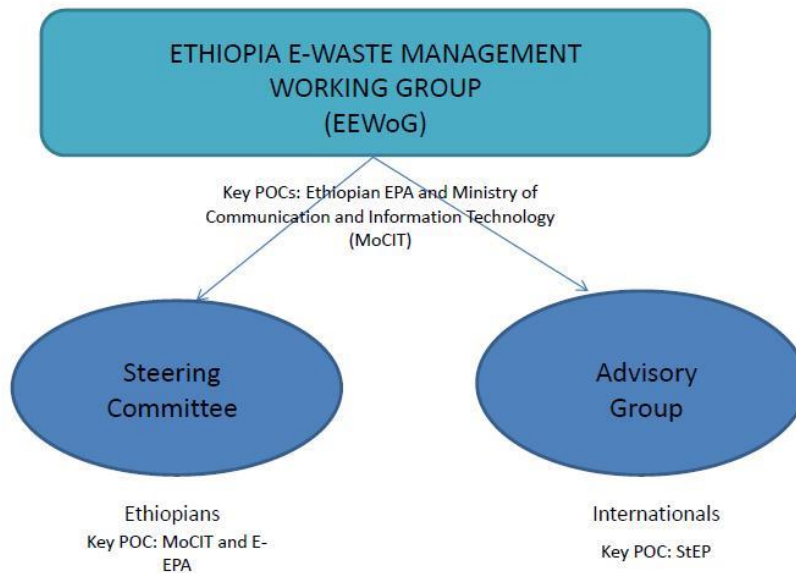 ETHIOPIA E-WASTE MANAGEMENT
WORKING GROUP
(EEWoG)
Key POCs: Ethiopian EPA and Ministry of
Communication and Information Technology
(MoCIT)
Steering
Committee
Advisory
Group
Ethiopians
Key POC: MoCIT and E-
EPA
Internationals
Key POC: StEP